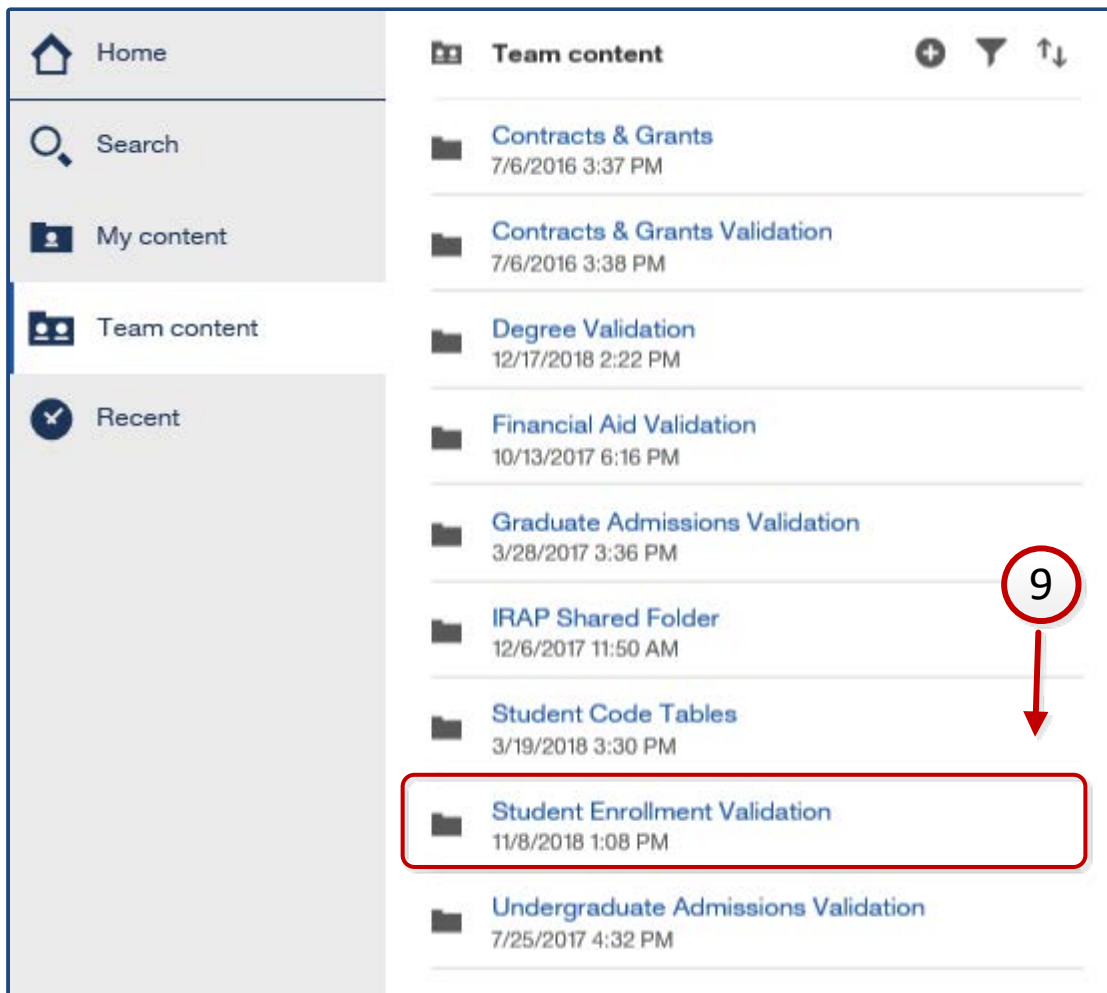 Home
Search
My content
Team content
Recent
Team content
Contracts & Grants
7/6/2016 3:37 PM
Contracts & Grants Validation
7/6/2016 3:38 PM
Degree Validation
12/17/2018 2:22 PM
Financial Aid Validation
10/13/2017 6:16 PM
Graduate Admissions Validation
3/28/2017 3:36 PM
9
IRAP Shared Folder
12/6/2017 11:50 AM
Student Code Tables
3/19/2018 3:30 PM
Student Enrollment Validation
11/8/2018 1:08 PM
Undergraduate Admissions Validation
7/25/2017 4:32 PM